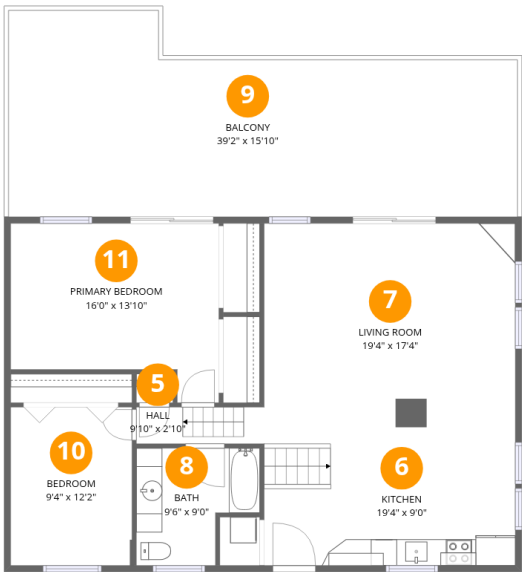 9
BALCONY
39'2" x 15'10"
11
PRIMARY BEDROOM
16'0" x 13'10"
7
LIVING ROOM
19'4" x 17'4"
5
HALL
9'10" x 2'10"
10
BEDROOM
9'4" x 12'2"
8
BATH
9'6" x 9'0"
6
KITCHEN
19'4" x 9'0"